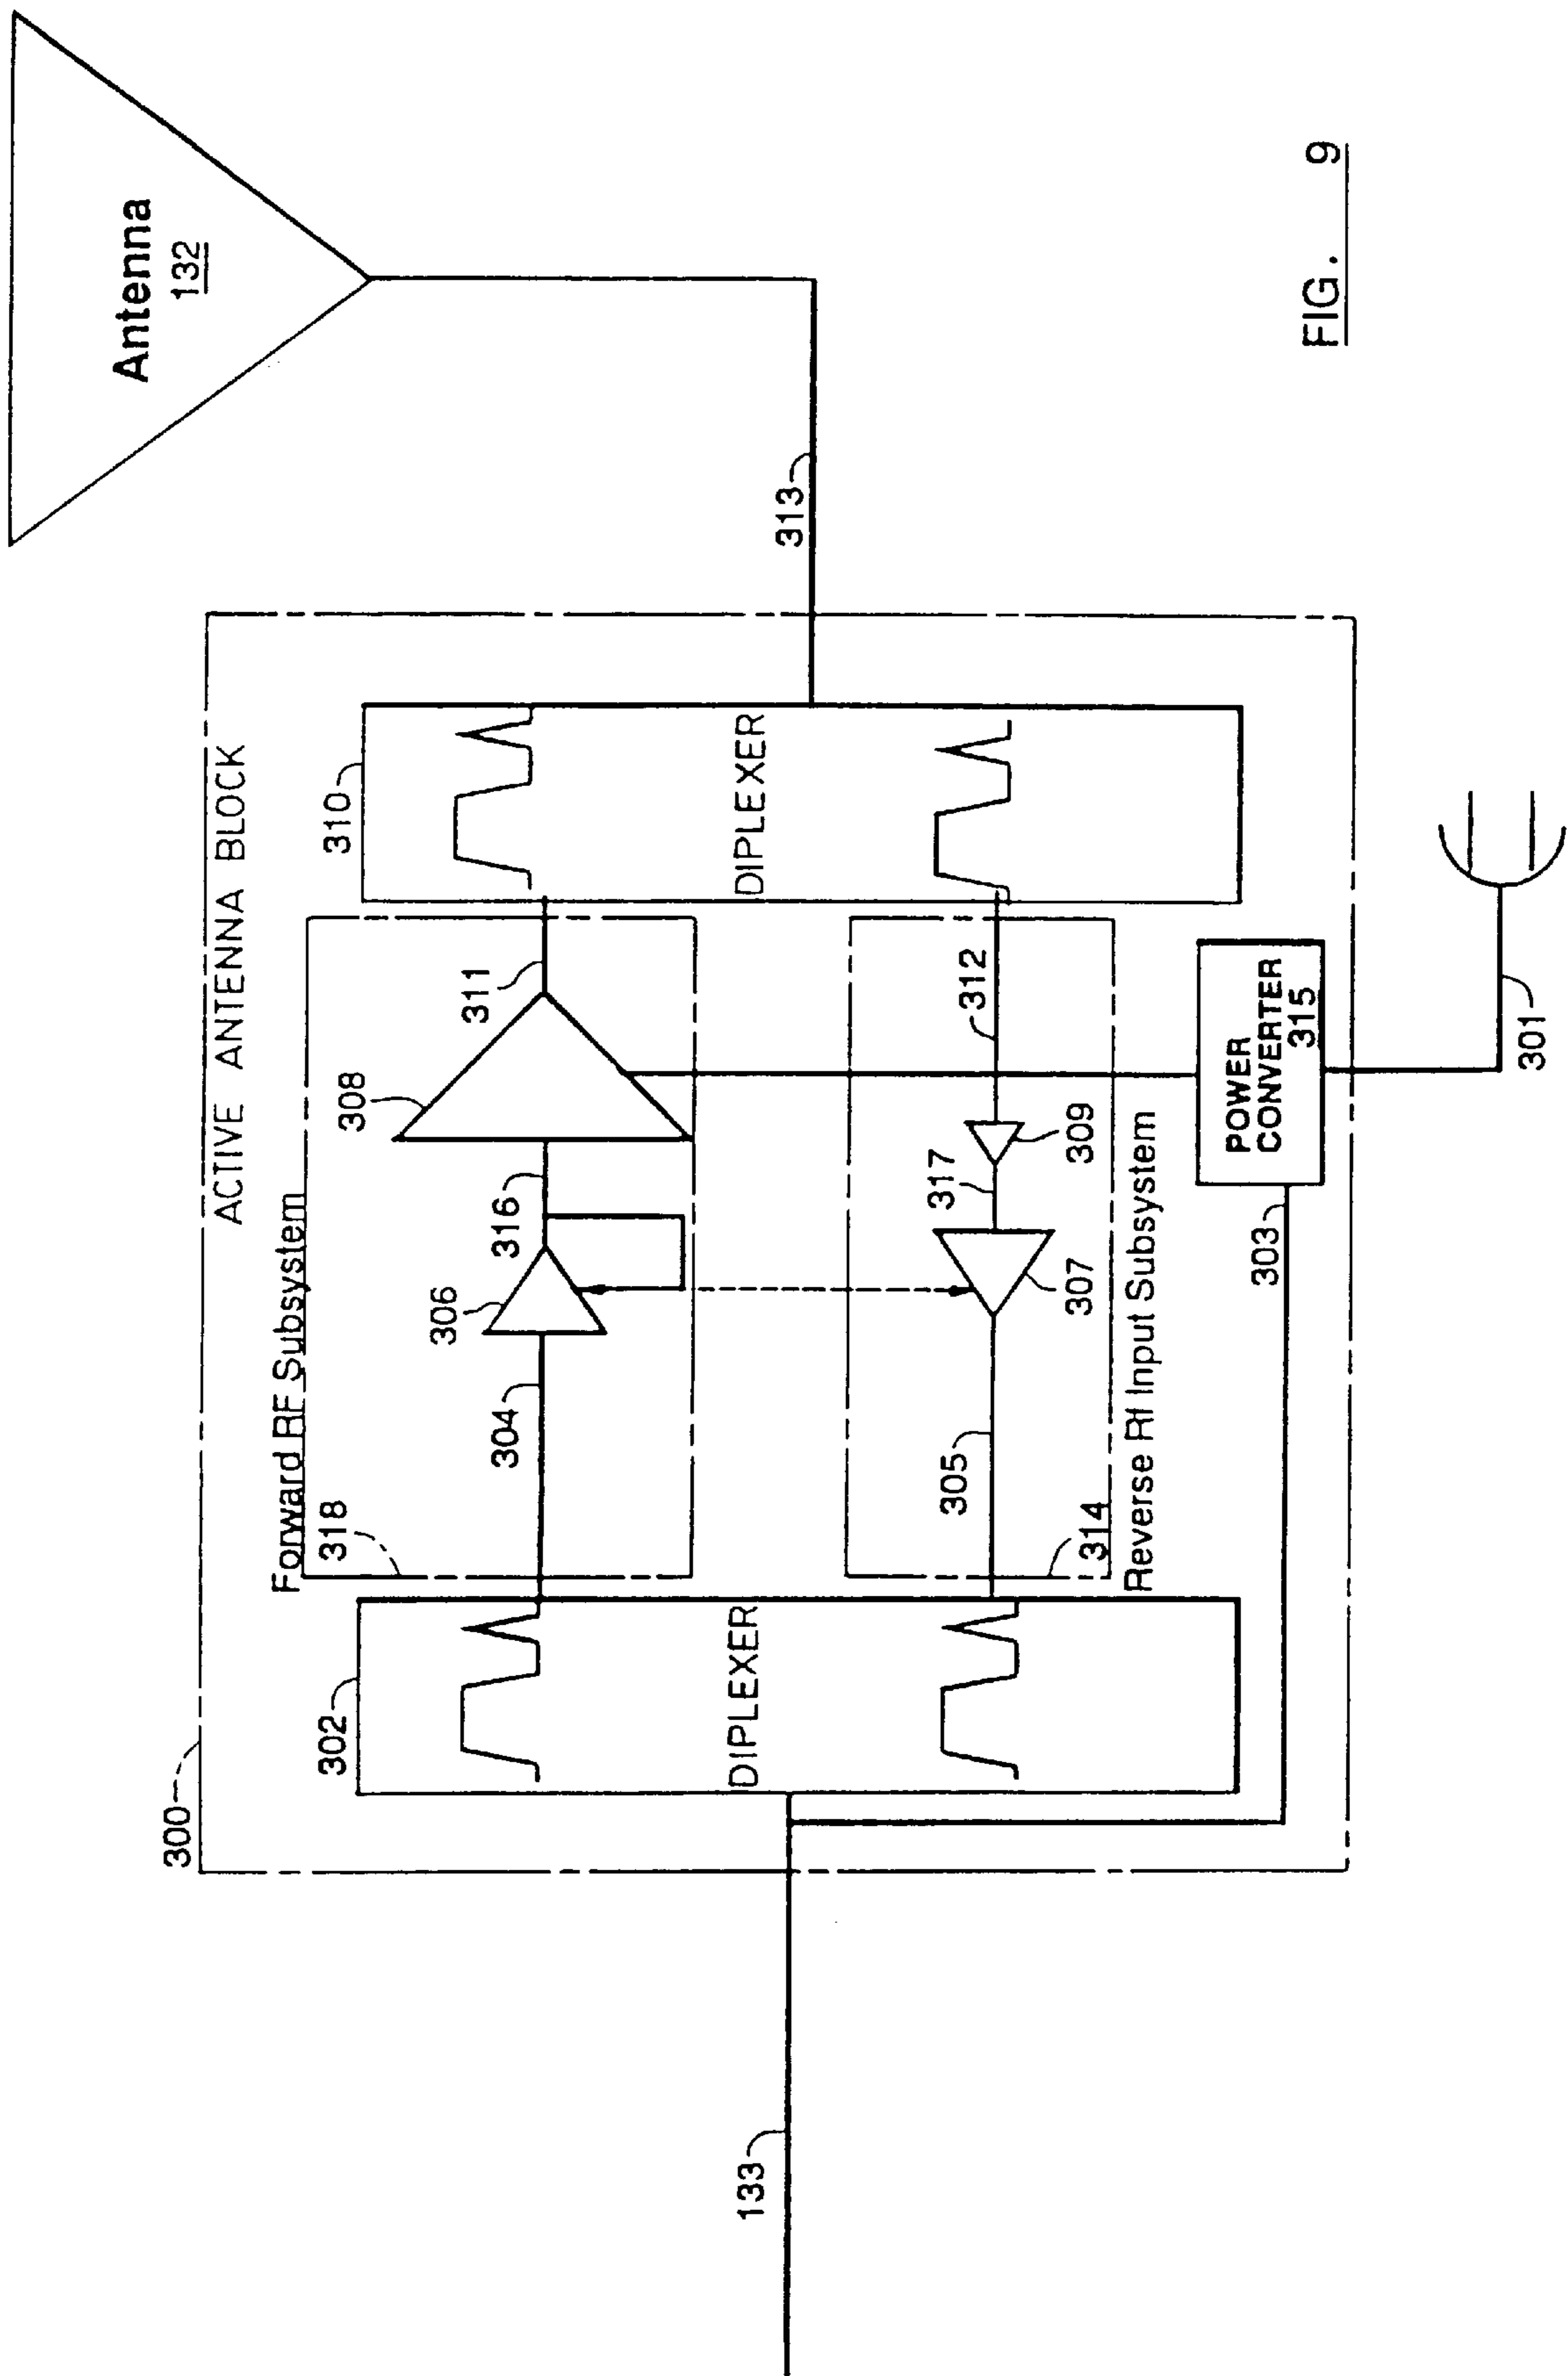 Antenna
132
313
ACTIVE ANTENNA BLOCK
300
Forward RF Subsystem
318
302
DIPLEXER
304
306
316
308
311
310
DIPLEXER
305
307
317
309
312
314
Reverse Rf Input Subsystem
133
303
POWER
CONVERTER
315
301
FIG. 9